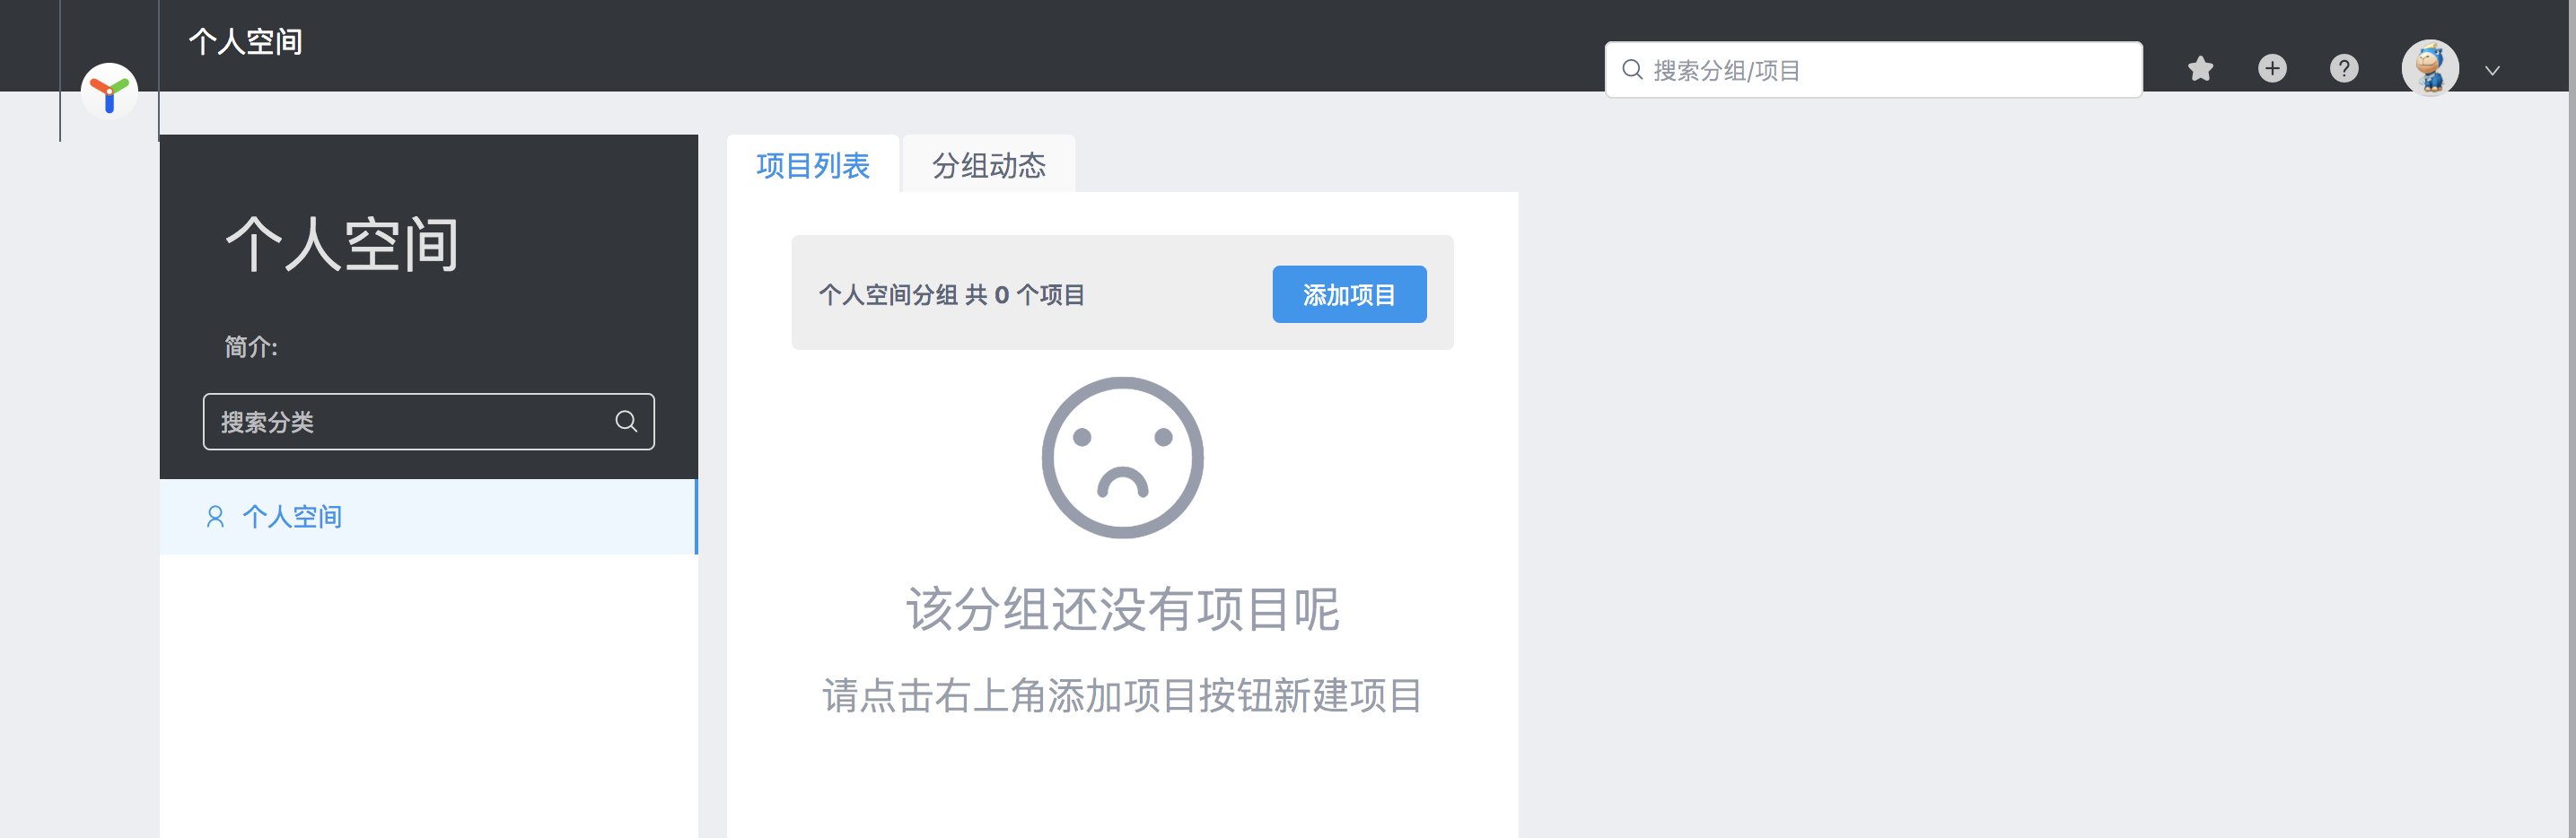 个人空间
搜索分组/项目
个人空间
简介:
搜索分类
个人空间
项目列表
分组动态
个人空间分组 共 0 个项目
添加项目
该分组还没有项目呢
请点击右上角添加项目按钮新建项目